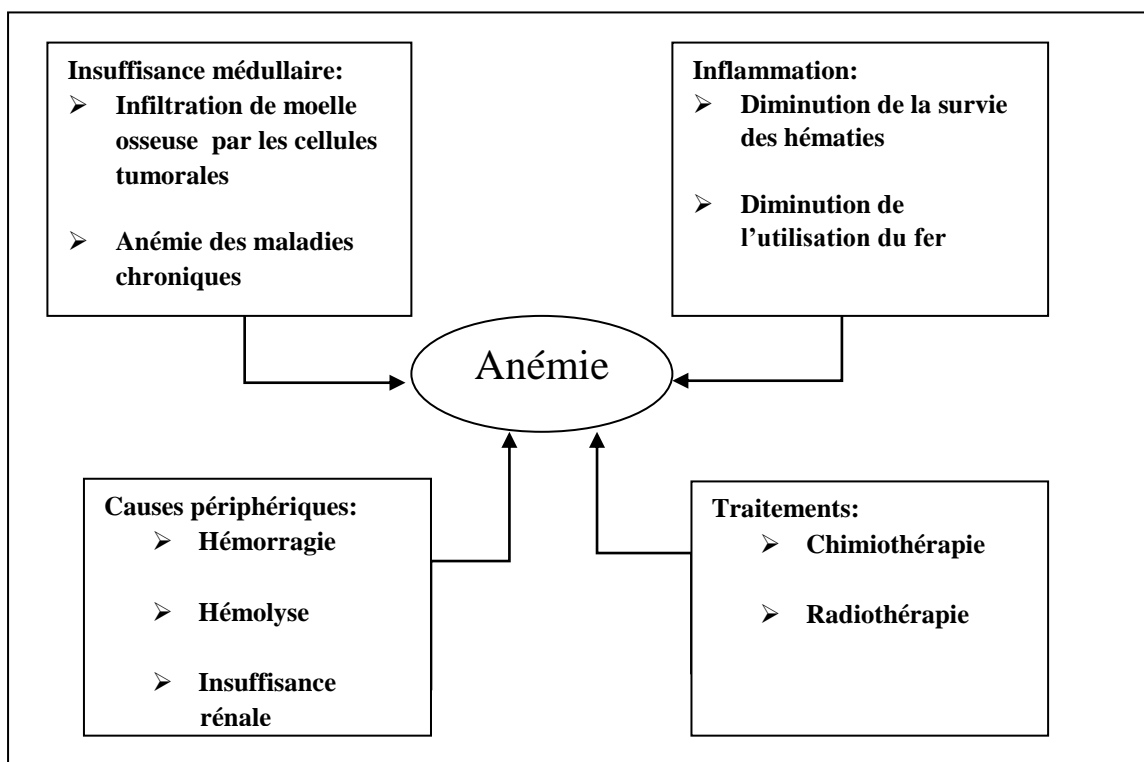 Insuffisance médullaire:
➢ Infiltration de moelle
osseuse par les cellules
tumorales
➢ Anémie des maladies
chroniques
Inflammation:
➢ Diminution de la survie
des hématies
➢ Diminution de
l’utilisation du fer
Anémie
Causes périphériques:
➢ Hémorragie
➢ Hémolyse
➢ Insuffisance
rénale
Traitements:
➢ Chimiothérapie
➢ Radiothérapie